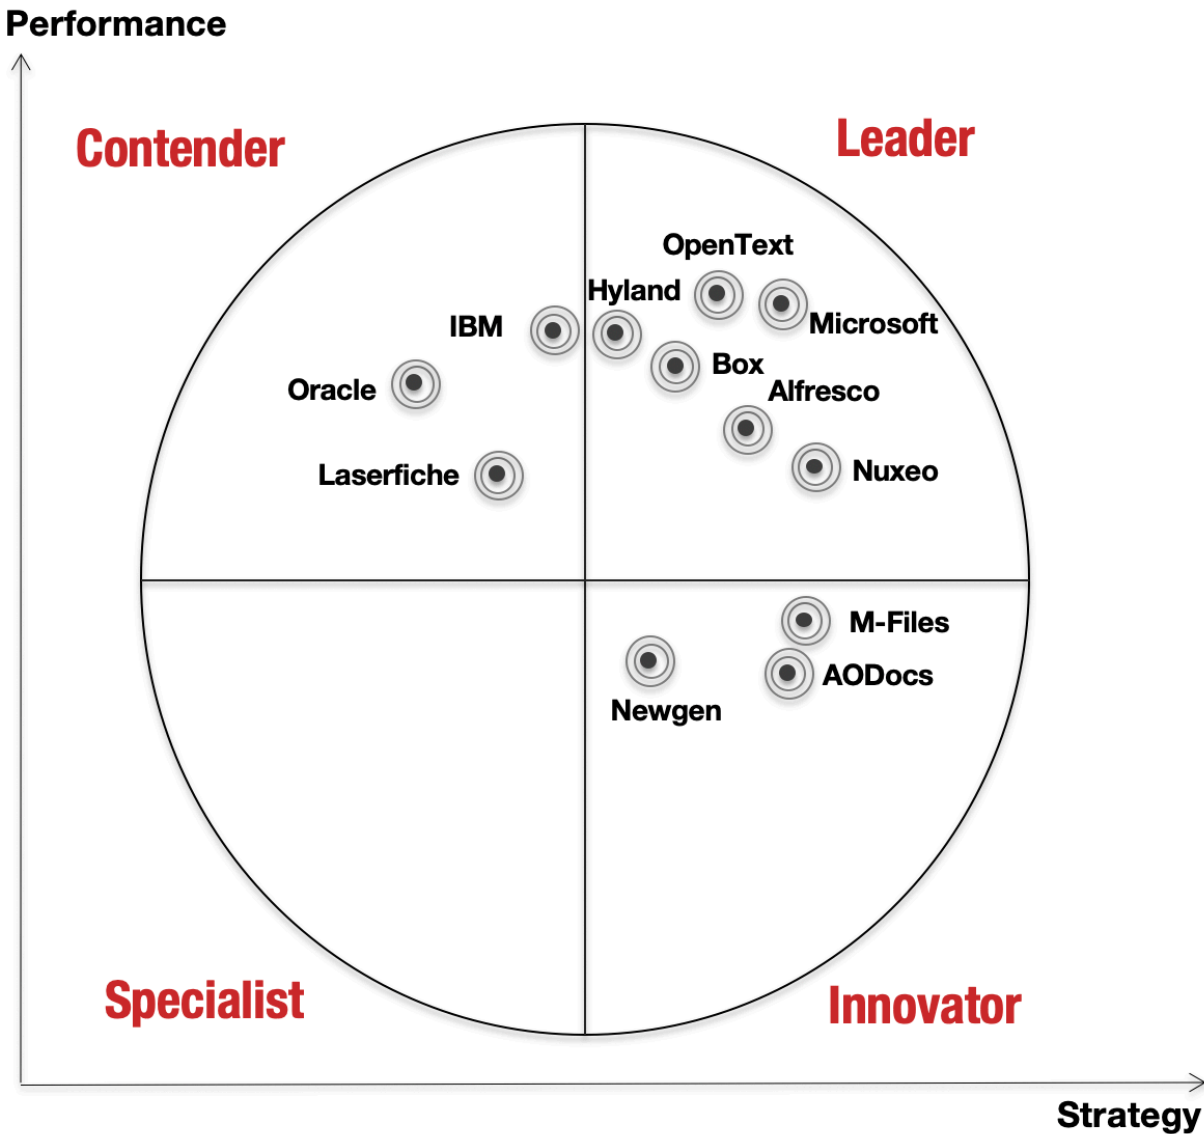 Performance
Contender
Leader
OpenText
Hyland
IBM
Microsoft
Box
Oracle
Alfresco
Laserfiche
Nuxeo
M-Files
AODocs
Newgen
Specialist
Innovator
Strategy